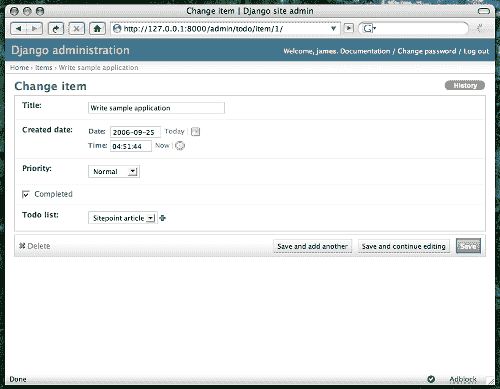 Change item | Django site admin
http://127.0.0.1:8000/admin/todo/item/1/
G
Django administration
Welcome, james. Documentation / Change password / Log out
Home › Items › Write sample application
Change item
History
Title: Write sample application
Created date: Date: 2006-09-25 Today |
Time: 04:51:44 Now |
Priority: Normal
Completed
Todo list: Sitepoint article
Delete Save and add another Save and continue editing Save
Done Adblock